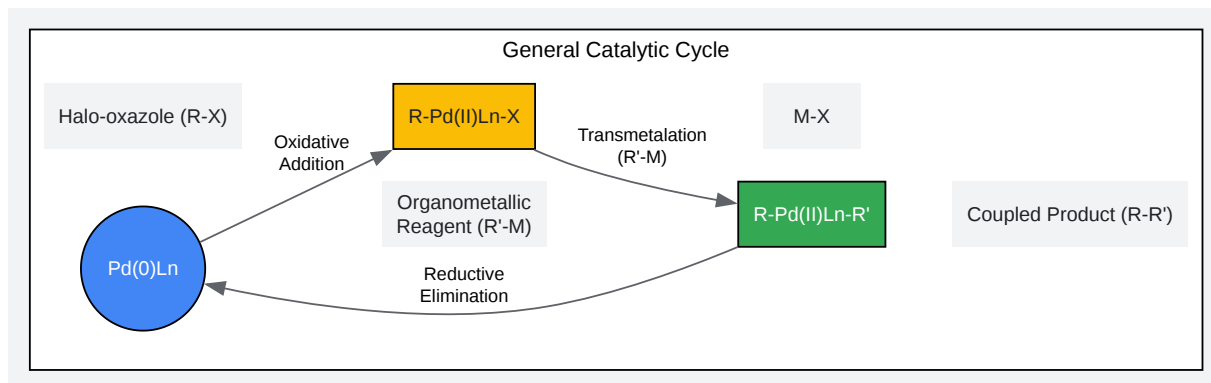 General Catalytic Cycle
Halo-oxazole (R-X)
Oxidative
Addition
R-Pd(II)Ln-X
Transmetalation
(R'-M)
M-X
Organometallic
Reagent (R'-M)
R-Pd(II)Ln-R'
Coupled Product (R-R')
Pd(0)Ln
Reductive
Elimination